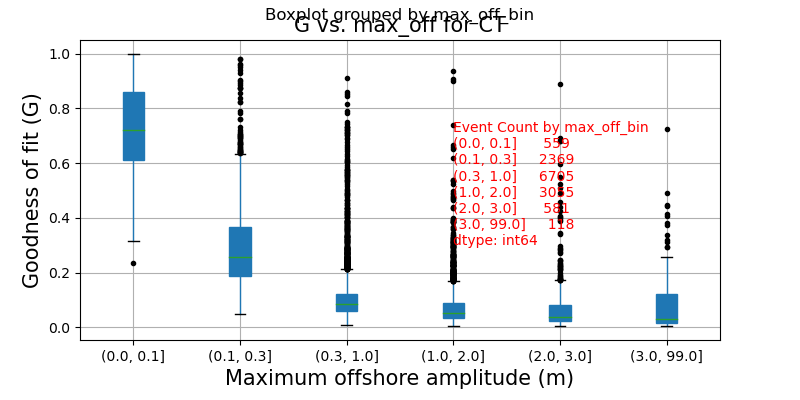 Boxplot grouped by max_off_bin
G vs. max_off for CT
Goodness of fit (G)
1.0
0.8
0.6
0.4
0.2
0.0
Event Count by max_off_bin
(0.0, 0.1] 559
(0.1, 0.3] 2369
(0.3, 1.0] 6705
(1.0, 2.0]
(2.0, 3.0] 581
(3.0, 99.0] 118
dtype: int64
(0.0, 0.1] (0.1, 0.3] (0.3, 1.0] (1.0, 2.0] (2.0, 3.0] (3.0, 99.0]
Maximum offshore amplitude (m)